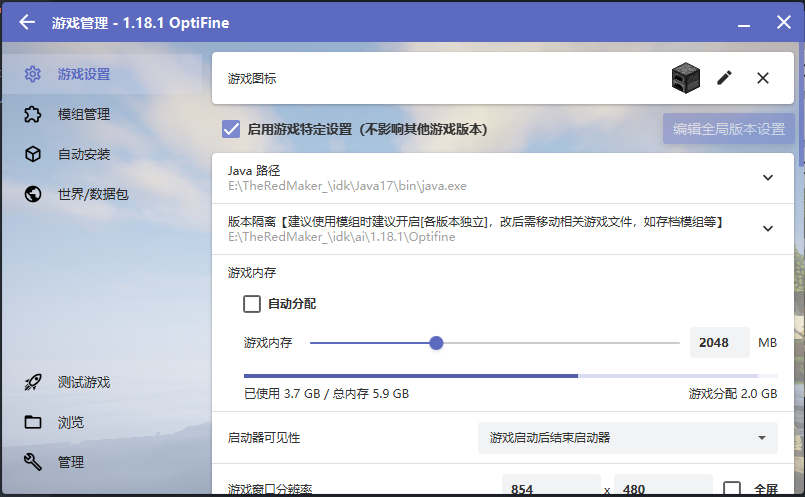 游戏管理 - 1.18.1 OptiFine
游戏设置
模组管理
自动安装
世界/数据包
测试游戏
浏览
管理
游戏图标
启用游戏特定设置（不影响其他游戏版本）
编辑全局版本设置
Java 路径
E:\TheRedMaker_\idk\Java17\bin\java.exe
版本隔离【建议使用模组时建议开启[各版本独立]，改后需移动相关游戏文件，如存档模组等】
E:\TheRedMaker_\idk\ai\1.18.1\Optifine
游戏内存
自动分配
游戏内存 2048 MB
已使用 3.7 GB / 总内存 5.9 GB 游戏分配 2.0 GB
启动器可见性 游戏启动后结束启动器
游戏窗口分辨率 854 x 480 全屏